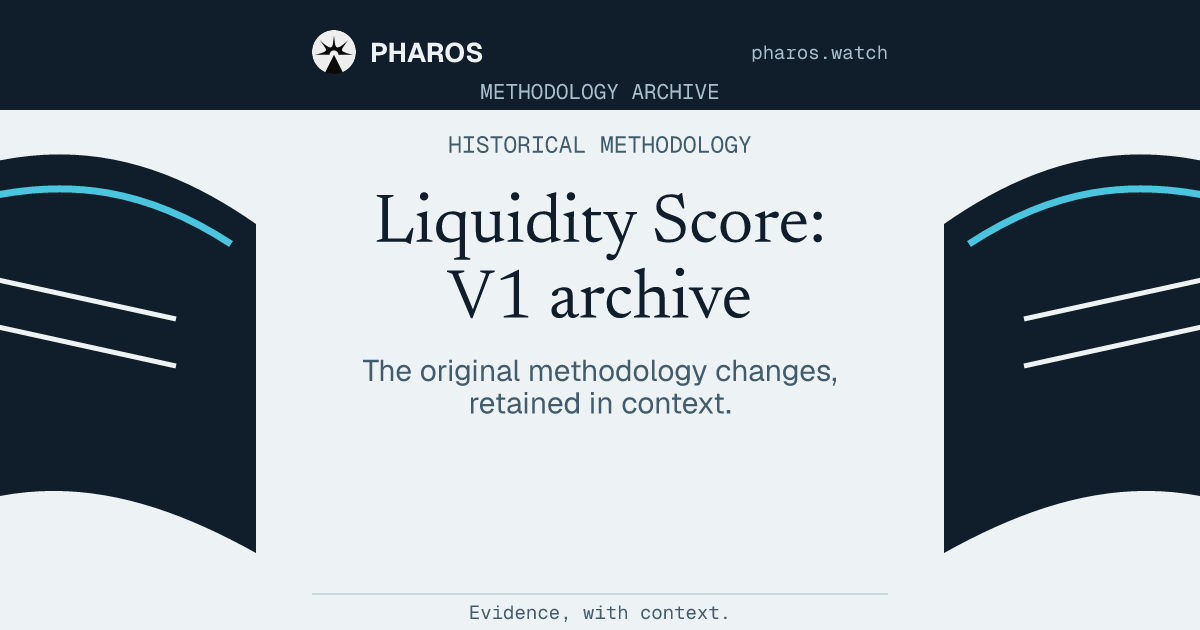 PHAROS
pharos.watch
METHODOLOGY ARCHIVE
HISTORICAL METHODOLOGY
Liquidity Score:
V1 archive
The original methodology changes,
retained in context.
Evidence, with context.